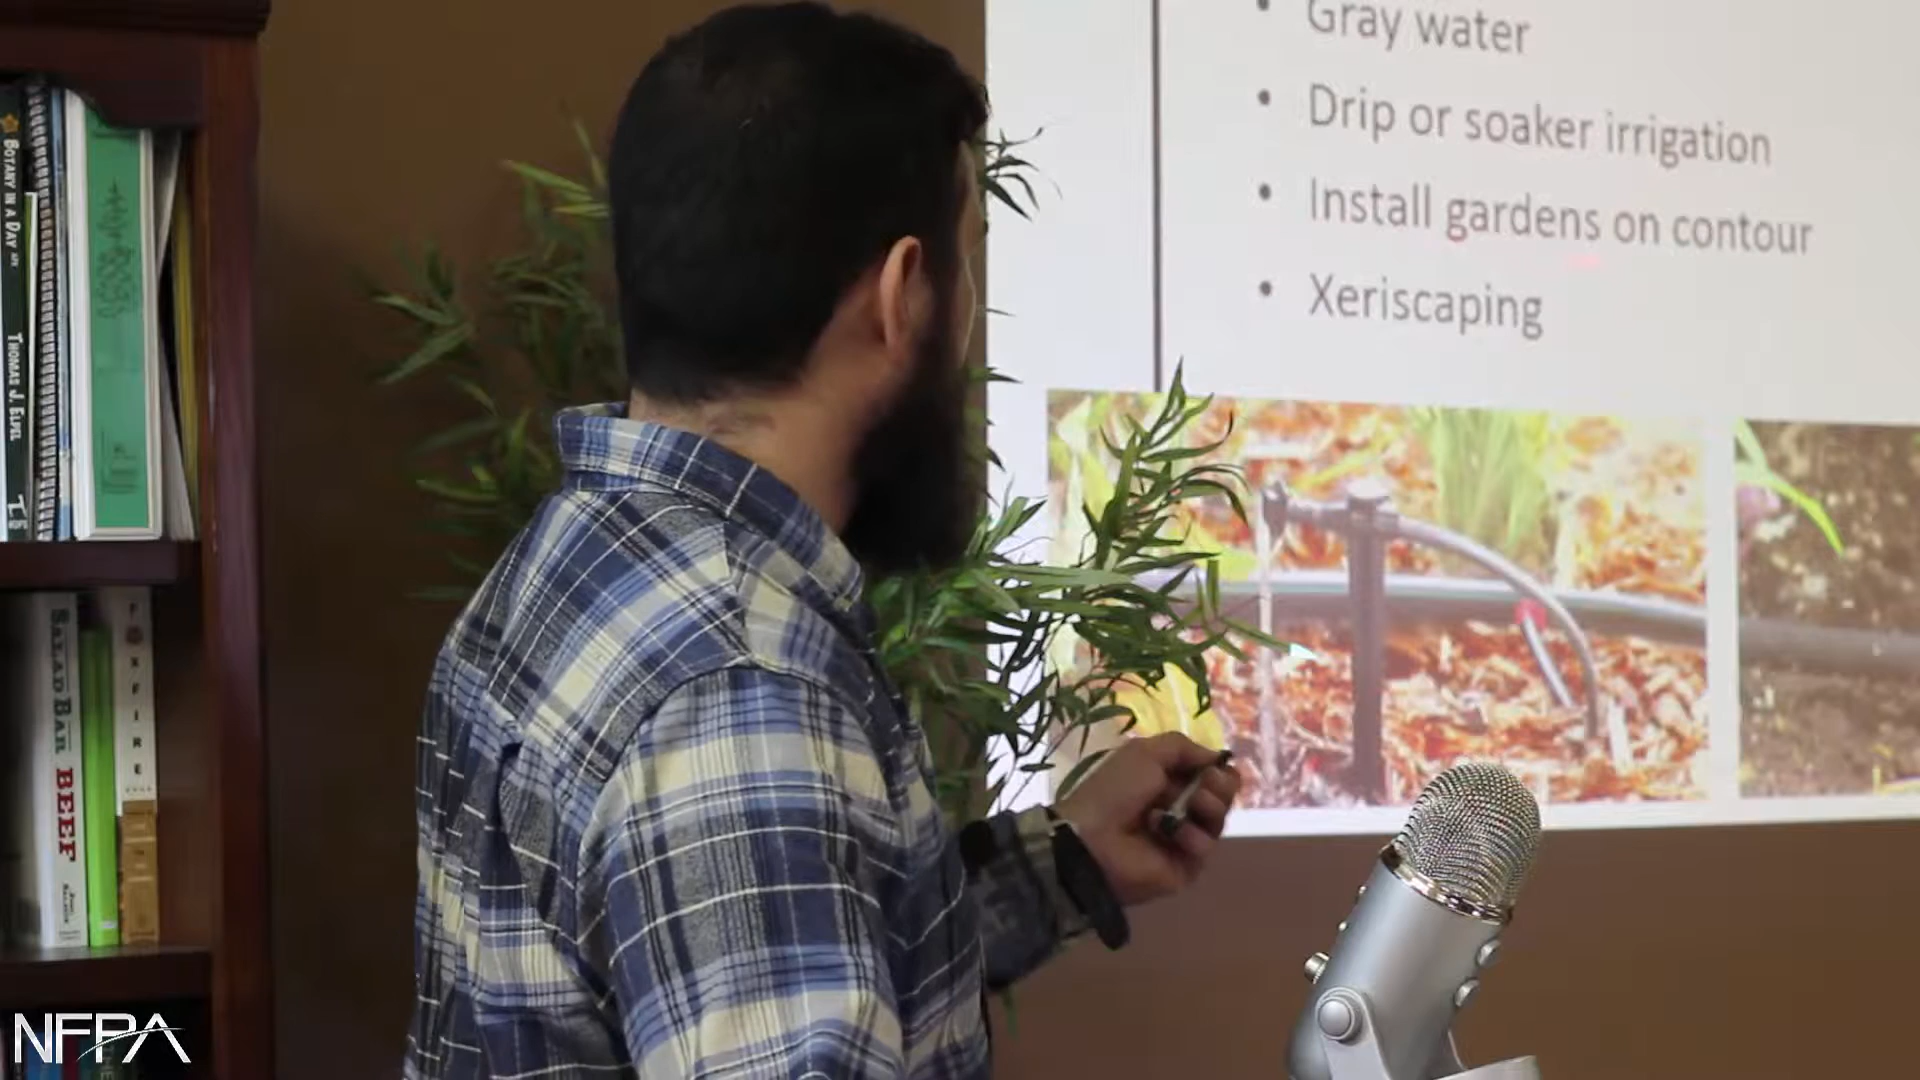 • Gray water
• Drip or soaker irrigation
• Install gardens on contour
• Xeriscaping
BOTANY IN A DAY
THOMAS J. ELPEL
SALAD BAR BEEF
FOXFIRE
NFPA